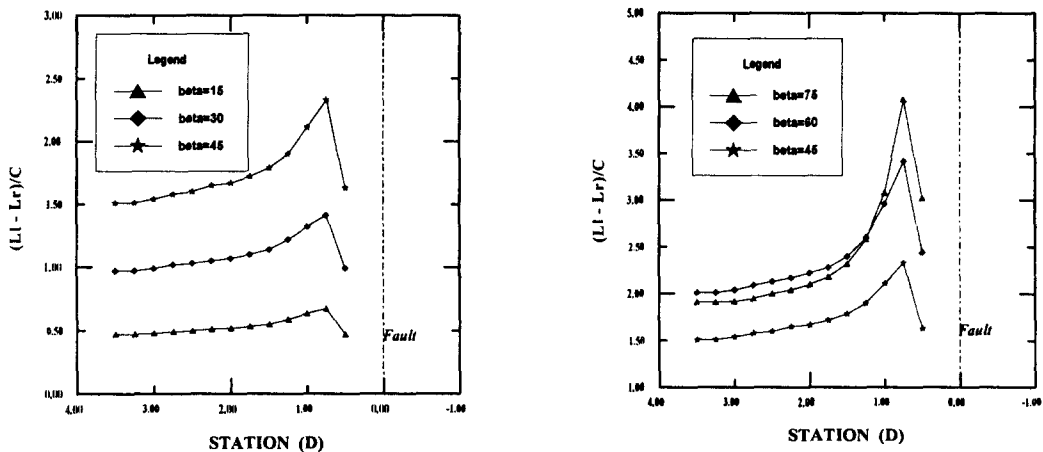 3.00
2.50
2.00
1.50
1.00
0.50
0.00
(Ll - Lr)/C
Legend
beta=15
beta=30
beta=45
Fault
4.00 3.00 2.00 1.00 0.00 -1.00
STATION (D)
5.00
4.50
4.00
3.50
3.00
2.50
2.00
1.50
1.00
(Ll - Lr)/C
Legend
beta=75
beta=60
beta=45
Fault
4.00 3.00 2.00 1.00 0.00 -1.00
STATION (D)